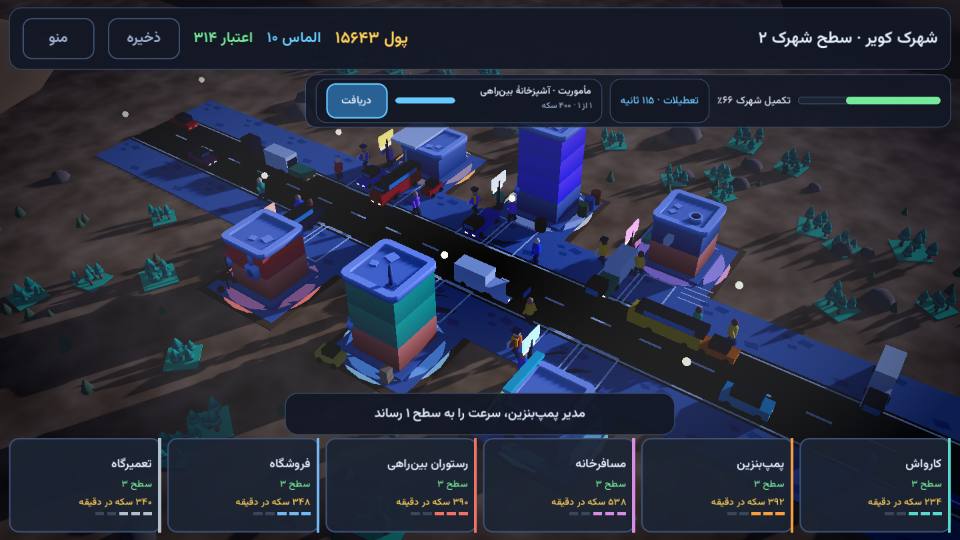 شهرک کویر · سطح شهرک ۲
پول ۱۵۶۴۳
الماس ۱۰
اعتبار ۳۱۴
ذخیره
منو
تکمیل شهرک ۶۶٪
تعطیلات · ۱۱۵ ثانیه
مأموریت · آشپزخانهٔ بین‌راهی
۱ از ۱ · ۴۰۰ سکه
دریافت
مدیر پمپ‌بنزین، سرعت را به سطح ۱ رساند
کارواش
سطح ۳
۲۳۴ سکه در دقیقه
پمپ‌بنزین
سطح ۳
۳۹۲ سکه در دقیقه
مسافرخانه
سطح ۳
۵۳۸ سکه در دقیقه
رستوران بین‌راهی
سطح ۳
۳۹۰ سکه در دقیقه
فروشگاه
سطح ۳
۳۴۸ سکه در دقیقه
تعمیرگاه
سطح ۳
۳۴۰ سکه در دقیقه